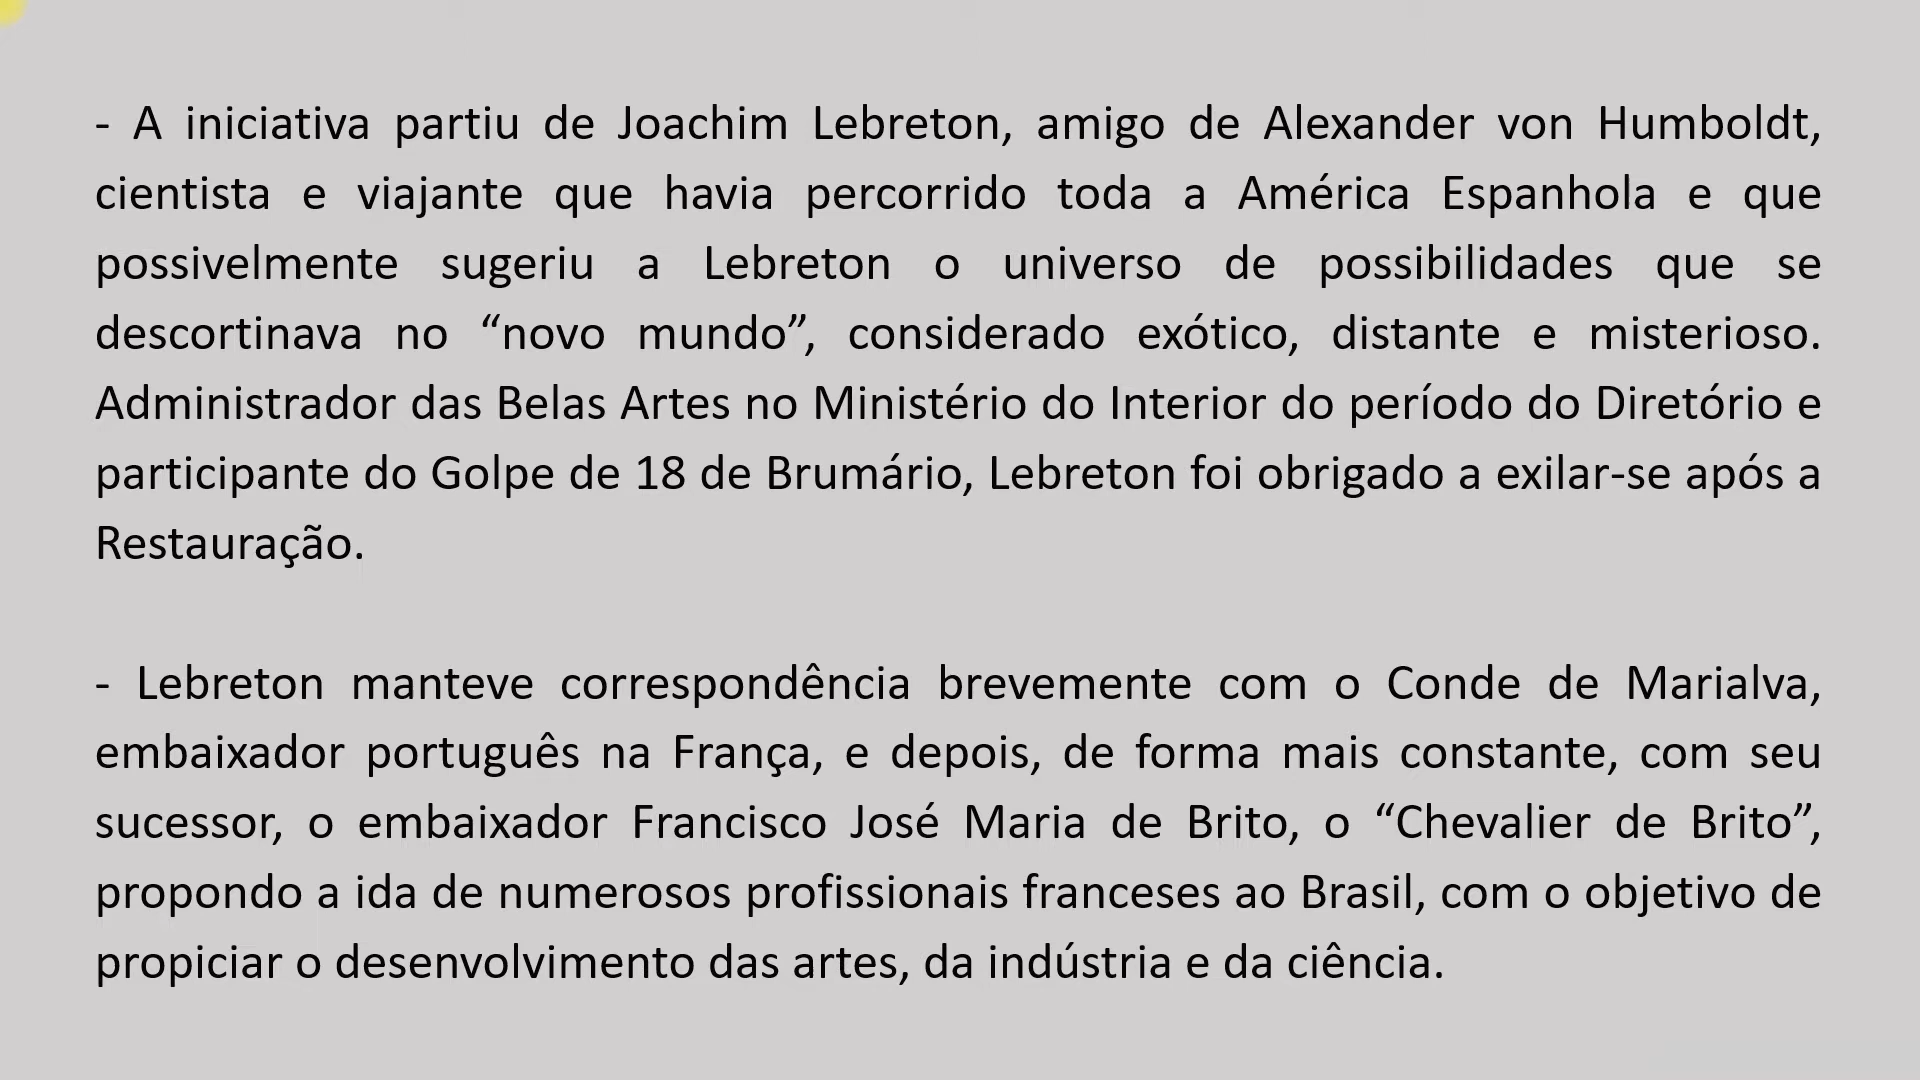 - A iniciativa partiu de Joachim Lebreton, amigo de Alexander von Humboldt,
cientista e viajante que havia percorrido toda a América Espanhola e que
possivelmente sugeriu a Lebreton o universo de possibilidades que se
descortinava no “novo mundo”, considerado exótico, distante e misterioso.
Administrador das Belas Artes no Ministério do Interior do período do Diretório e
participante do Golpe de 18 de Brumário, Lebreton foi obrigado a exilar-se após a
Restauração.
- Lebreton manteve correspondência brevemente com o Conde de Marialva,
embaixador português na França, e depois, de forma mais constante, com seu
sucessor, o embaixador Francisco José Maria de Brito, o “Chevalier de Brito”,
propondo a ida de numerosos profissionais franceses ao Brasil, com o objetivo de
propiciar o desenvolvimento das artes, da indústria e da ciência.